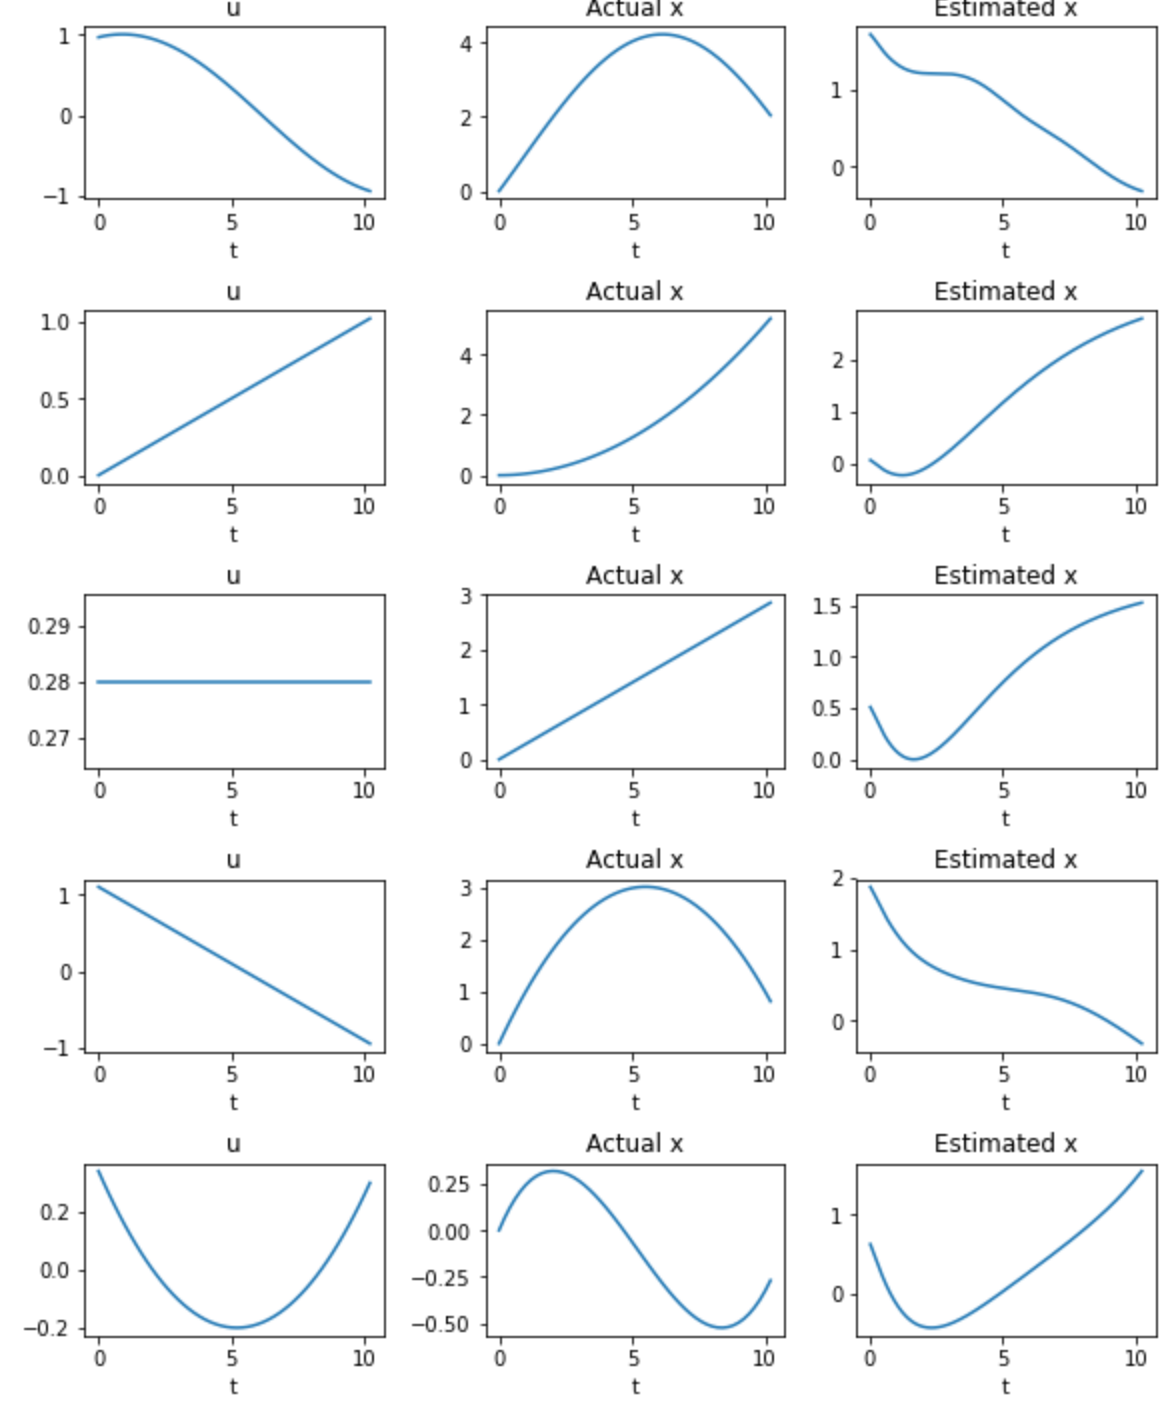 u Actual x Estimated x
1 4 1
0 2 0
−1 0
0 5 10 0 5 10 0 5 10
t t t
u Actual x Estimated x
1.0 4 2
0.5 2 1
0.0 0 0
0 5 10 0 5 10 0 5 10
t t t
u Actual x Estimated x
0.29 3 1.5
0.28 2 1.0
0.27 1 0.5
0 0.0
0 5 10 0 5 10 0 5 10
t t t
u Actual x Estimated x
1 3 2
0 2 1
−1 1 0
0
0 5 10 0 5 10 0 5 10
t t t
u Actual x Estimated x
0.2 0.25 1
0.0 0.00 0
−0.2 −0.25
−0.50
0 5 10 0 5 10 0 5 10
t t t